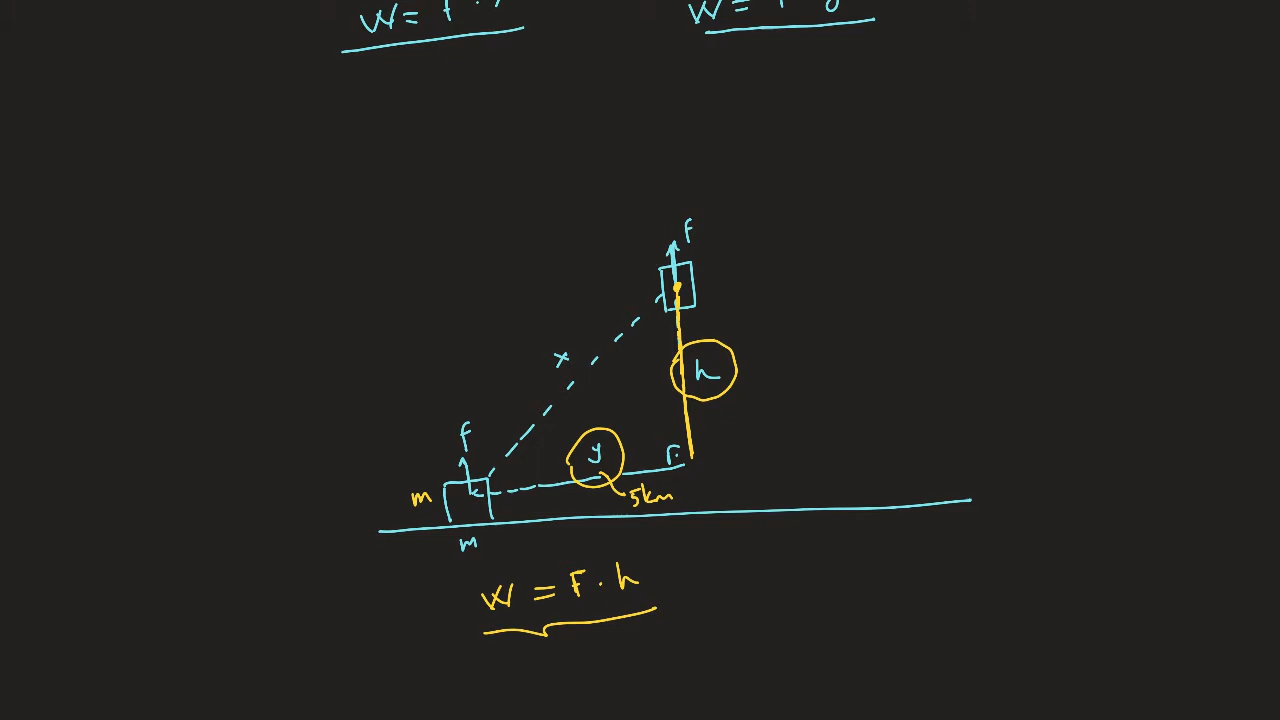 W =
W =
F
x
h
f
y
m
5km
m
W = F · h